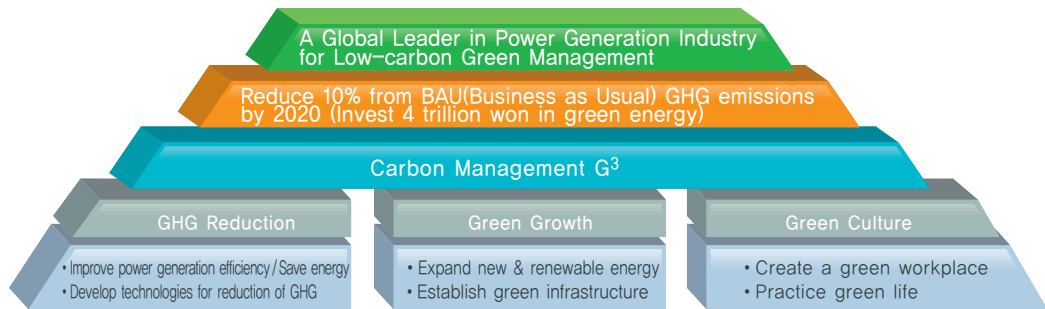 A Global Leader in Power Generation Industry
for Low-carbon Green Management
Reduce 10% from BAU(Business as Usual) GHG emissions
by 2020 (Invest 4 trillion won in green energy)
Carbon Management G³
GHG Reduction
• Improve power generation efficiency/Save energy
• Develop technologies for reduction of GHG
Green Growth
• Expand new & renewable energy
• Establish green infrastructure
Green Culture
• Create a green workplace
• Practice green life